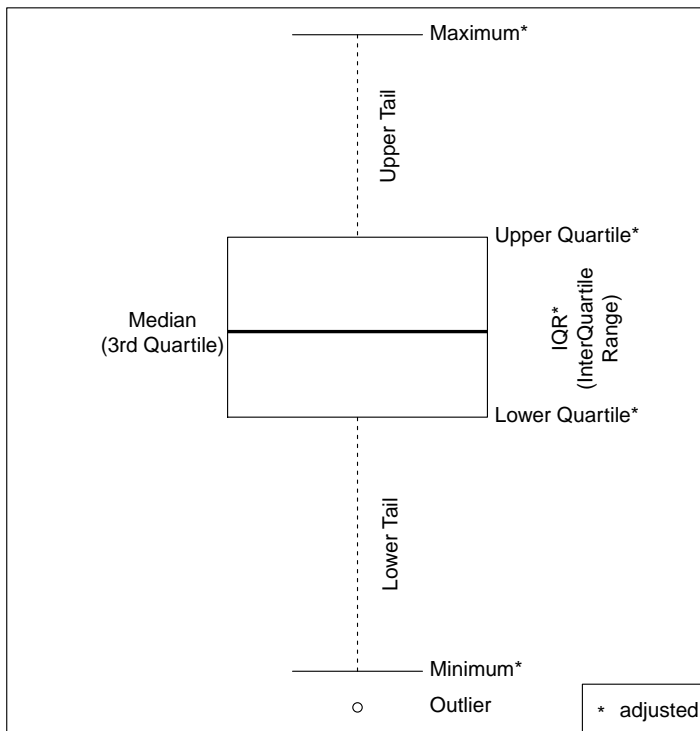 Maximum*
Upper Tail
Upper Quartile*
Median
(3rd Quartile)
IQR*
(InterQuartile
Range)
Lower Quartile*
Lower Tail
Minimum*
Outlier
* adjusted